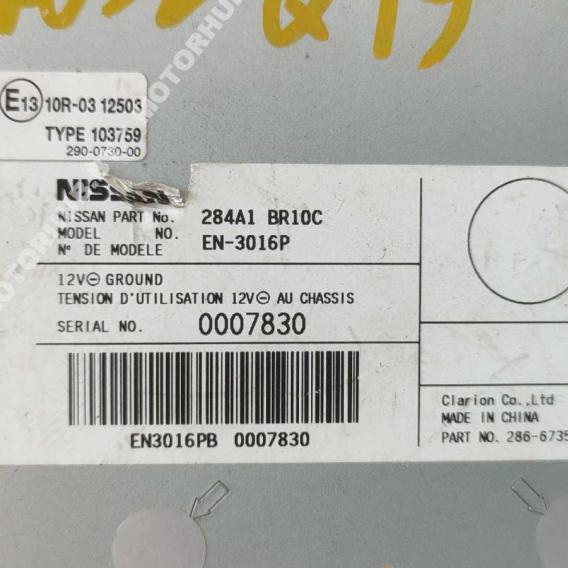 E13 10R-03 12503
TYPE 103759
290-0730-00
NISSAN
NISSAN PART No. 284A1 BR10C
MODEL NO. EN-3016P
N° DE MODELE
12V⊖ GROUND
TENSION D'UTILISATION 12V⊖ AU CHASSIS
SERIAL NO. 0007830
EN3016PB 0007830
Clarion Co.,Ltd
MADE IN CHINA
PART NO. 286-6735
MOTORHUB